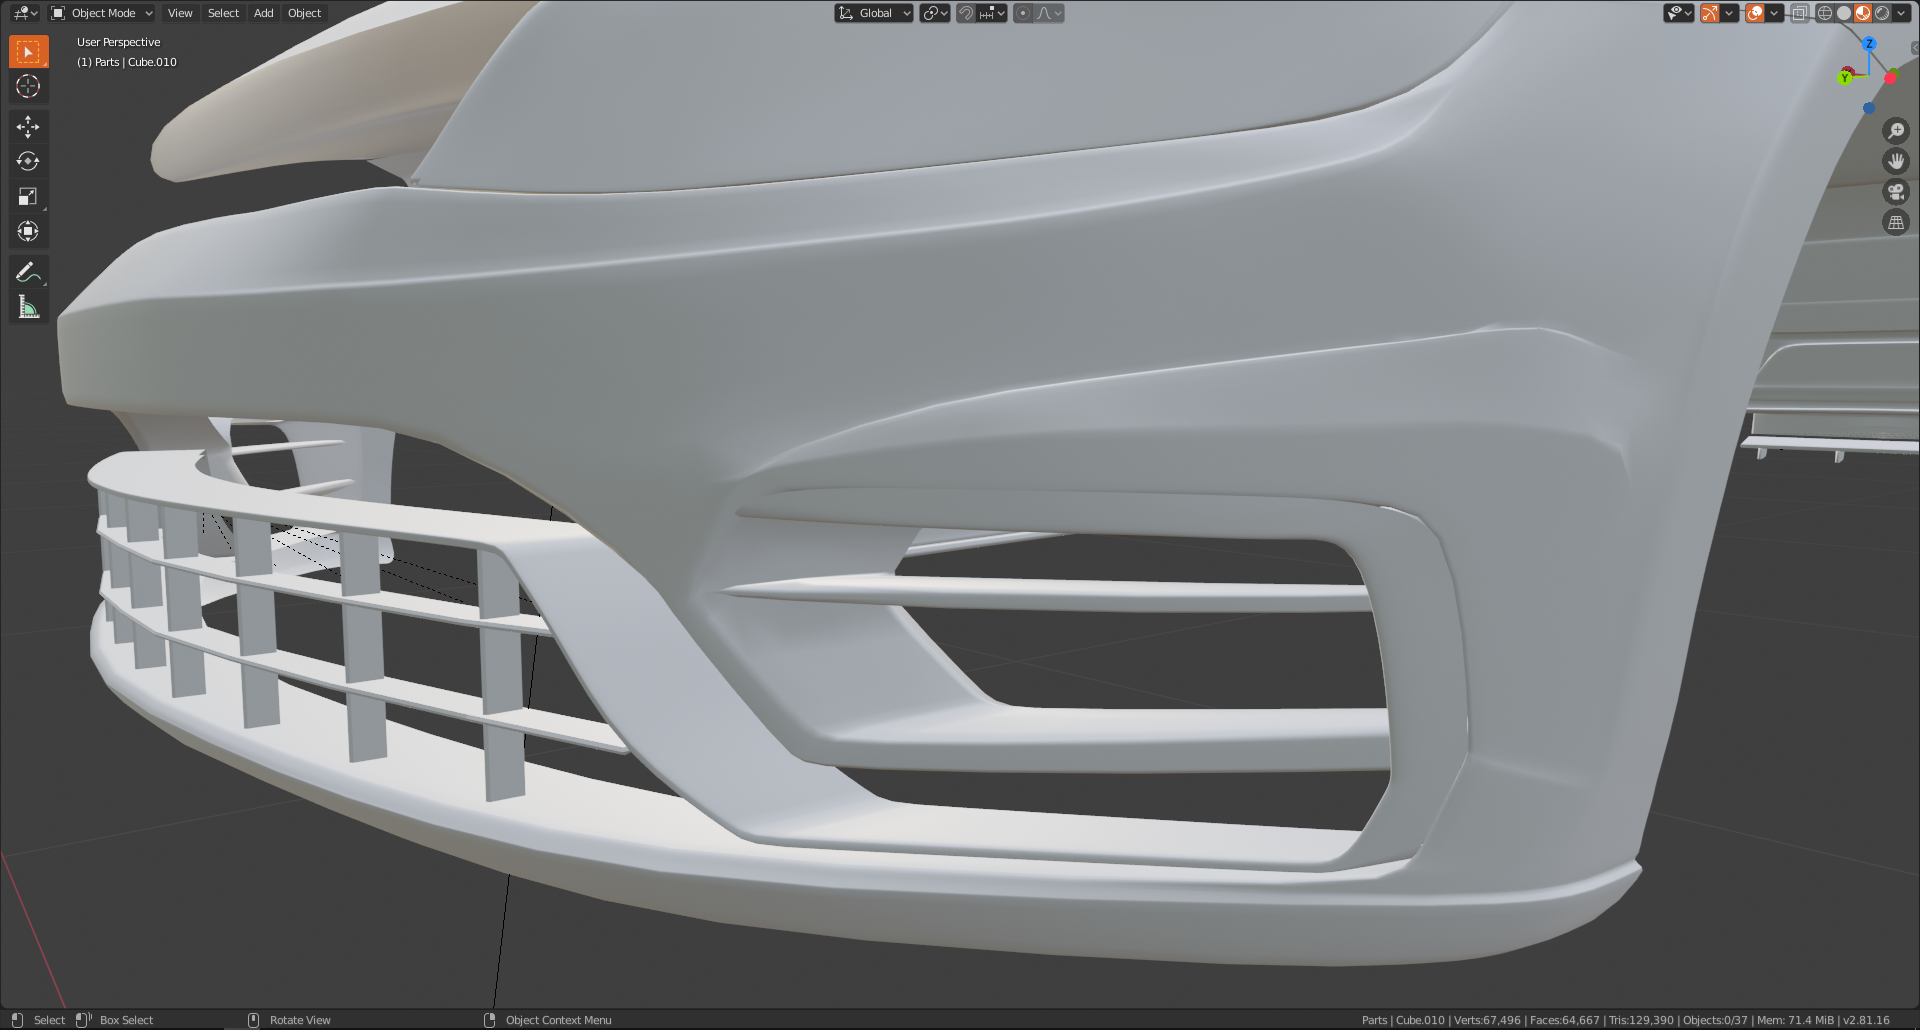 Object Mode View Select Add Object Global
User Perspective
(1) Parts | Cube.010
Z
Y
Select Box Select Rotate View Object Context Menu Parts | Cube.010 | Verts:67,496 | Faces:64,667 | Tris:129,390 | Objects:0/37 | Mem: 71.4 MiB | v2.81.16